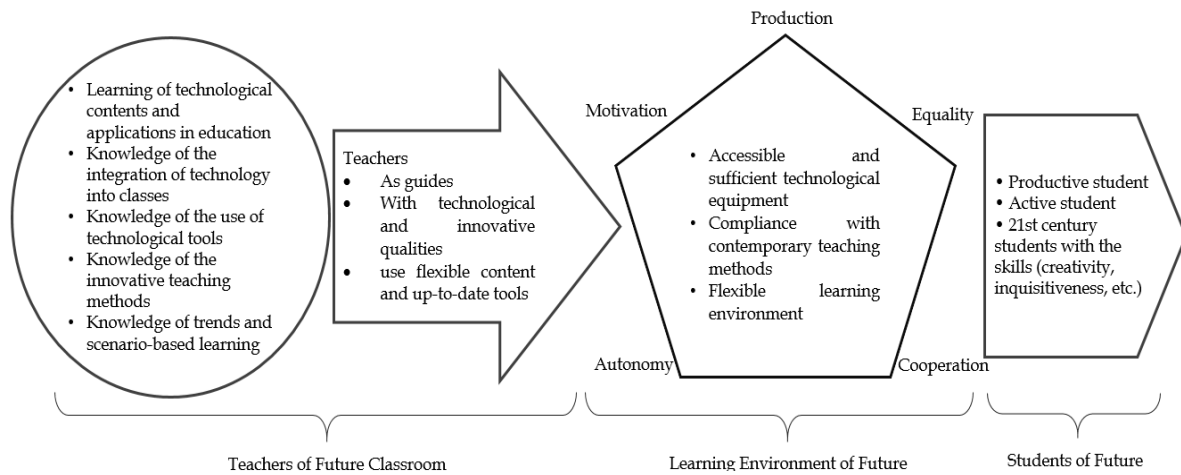 • Learning of technological
contents and
applications in education
• Knowledge of the
integration of technology
into classes
• Knowledge of the use of
technological tools
• Knowledge of the
innovative teaching
methods
• Knowledge of trends and
scenario-based learning
Teachers
• As guides
• With technological
and innovative
qualities
• use flexible content
and up-to-date tools
Production
Motivation
Equality
• Accessible and
sufficient technological
equipment
• Compliance with
contemporary teaching
methods
• Flexible learning
environment
Autonomy
Cooperation
• Productive student
• Active student
• 21st century
students with the
skills (creativity,
inquisitiveness, etc.)
Teachers of Future Classroom
Learning Environment of Future
Students of Future